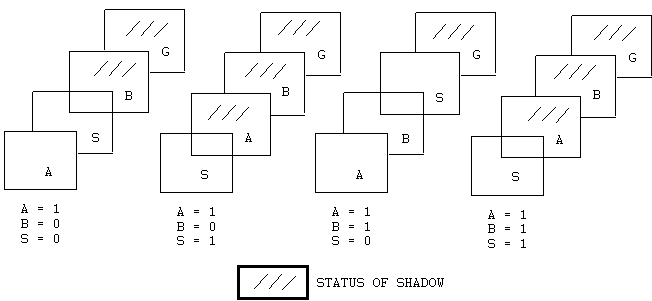 G G G G
B B S B
S A B A
A S A S
A = 1 A = 1 A = 1 A = 1
B = 0 B = 0 B = 1 B = 1
S = 0 S = 1 S = 0 S = 1
STATUS OF SHADOW